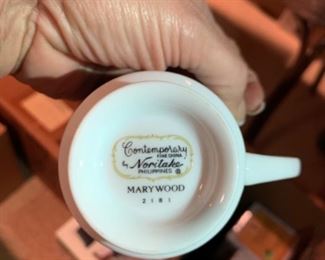 Contemporary
FINE CHINA
by Noritake
PHILIPPINES ®
MARYWOOD
2181